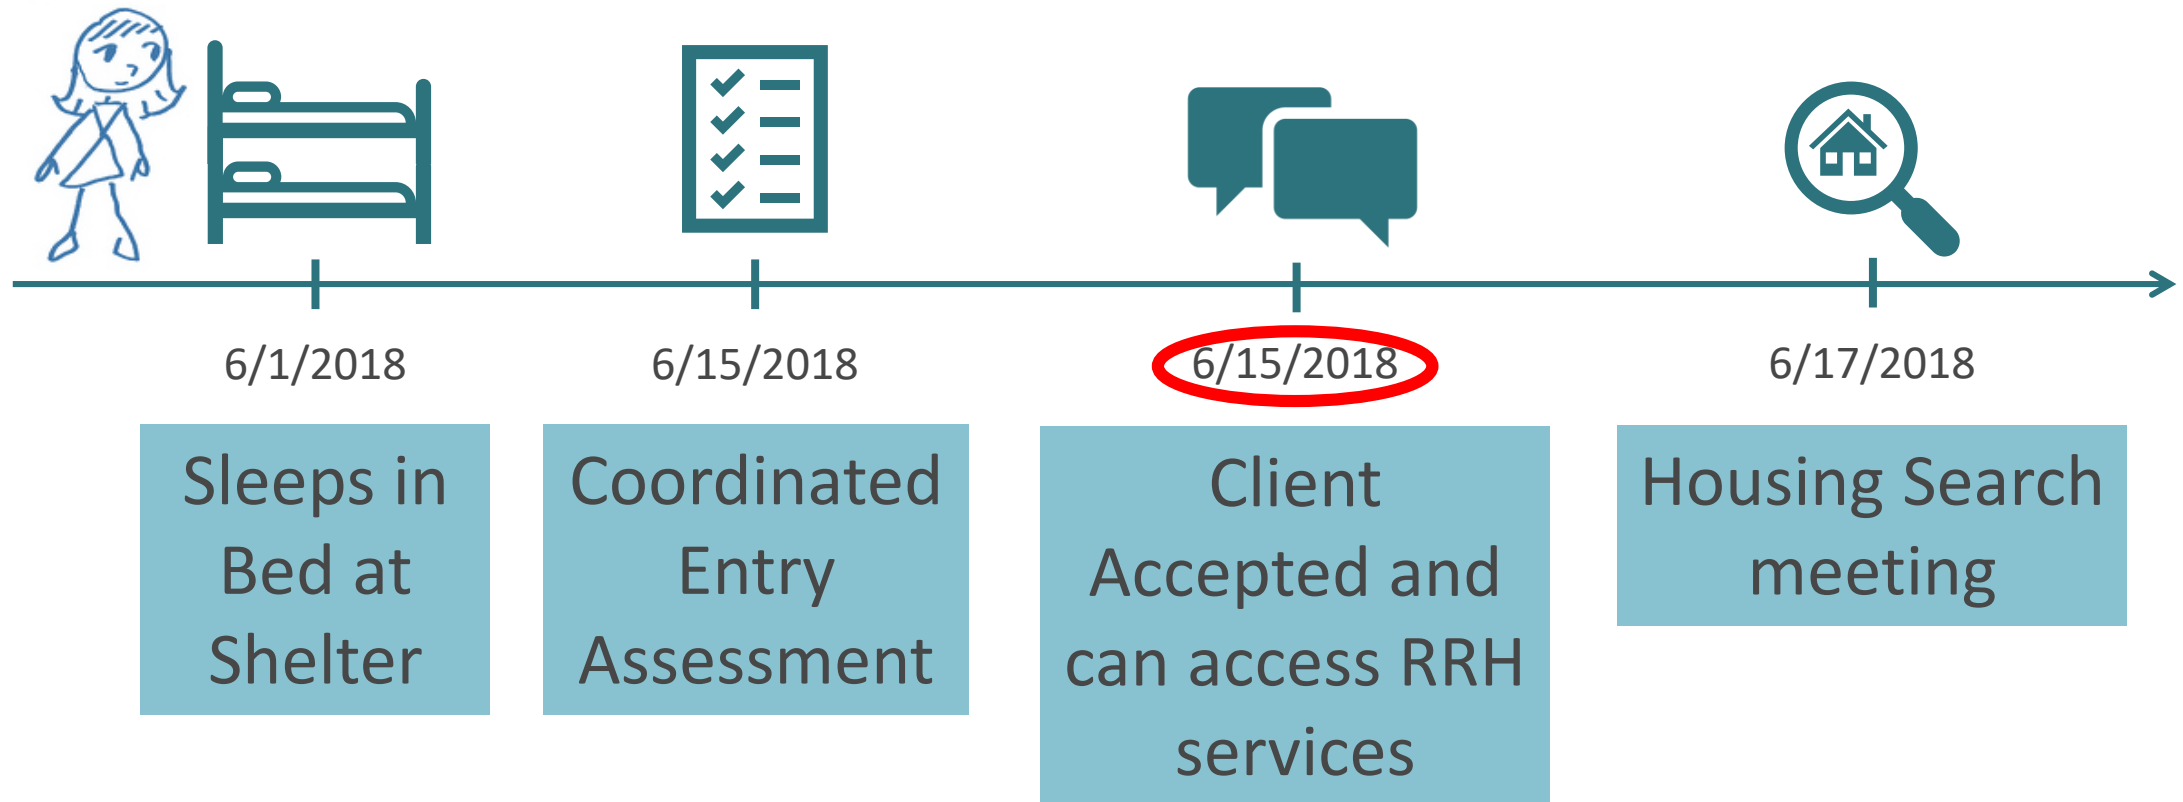 6/1/2018
6/15/2018
6/15/2018
6/17/2018
Sleeps in
Bed at
Shelter
Coordinated
Entry
Assessment
Client
Accepted and
can access RRH
services
Housing Search
meeting